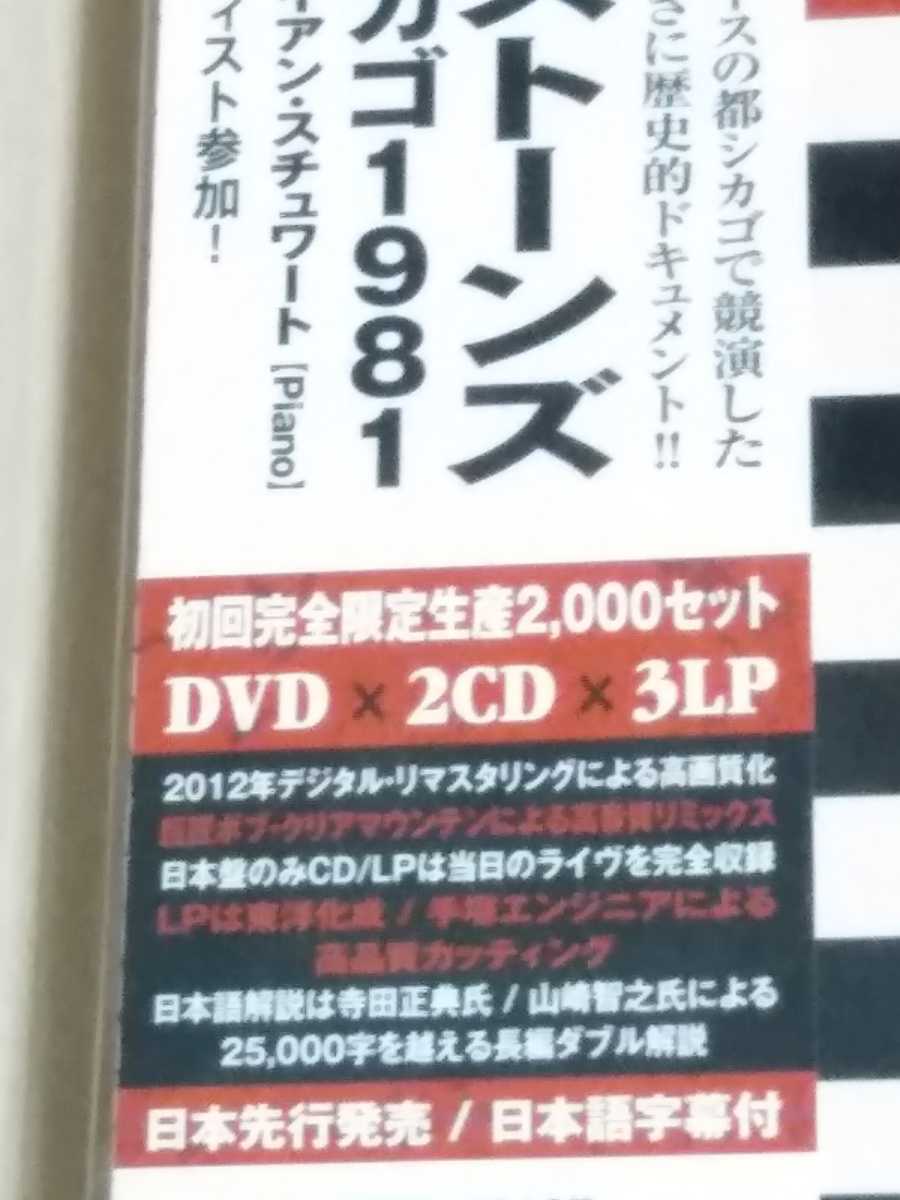 ースの都シカゴで競演した
さに歴史的ドキュメント!!
ストーンズ
カゴ1981
イアン・スチュワート [Piano]
ィスト参加!
初回完全限定生産2,000セット
DVD × 2CD × 3LP
2012年デジタル・リマスタリングによる高画質化
ボブ・クリアマウンテンによる高音質リミックス
日本盤のみCD/LPは当日のライヴを完全収録
LPは東洋化成 / 手塚エンジニアによる
高品質カッティング
日本語解説は寺田正典氏 / 山崎智之氏による
25,000字を越える長編ダブル解説
日本先行発売 / 日本語字幕付